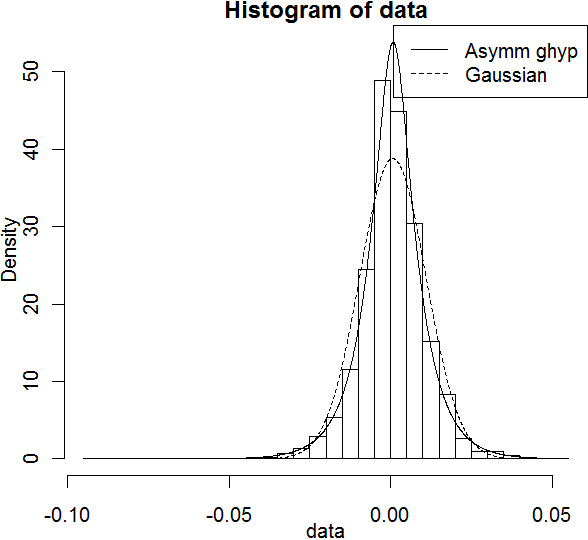 Histogram of data
Asymm ghyp
Gaussian
Density
50
40
30
20
10
0
-0.10
-0.05
0.00
0.05
data